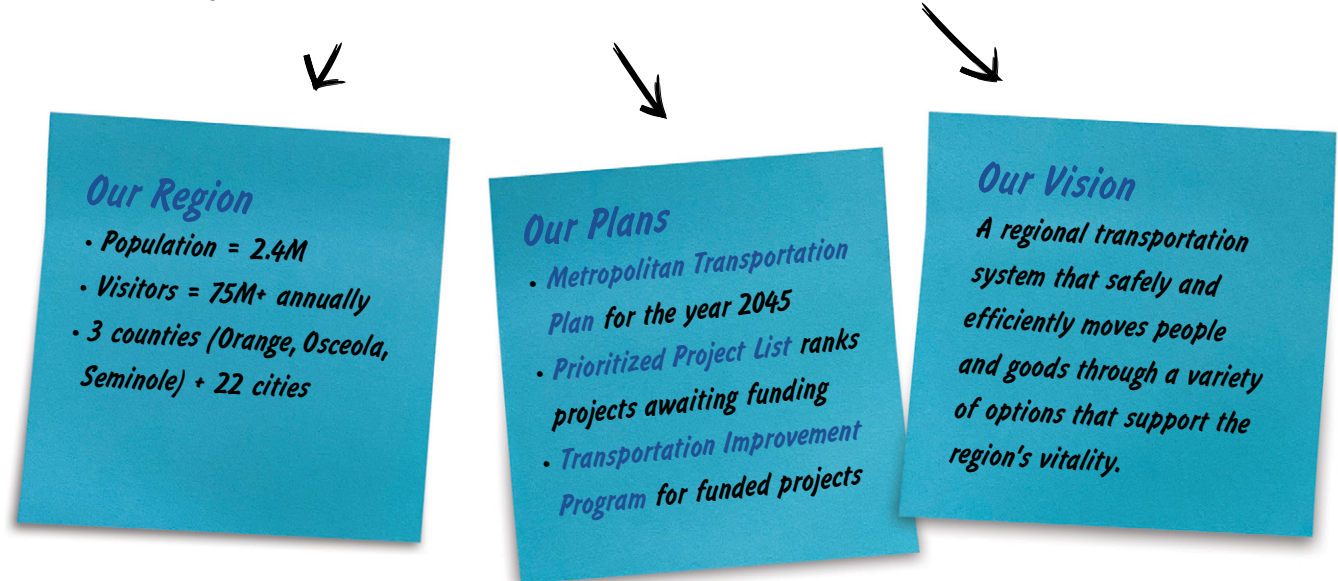 Our Region
• Population = 2.4M
• Visitors = 75M+ annually
• 3 counties (Orange, Osceola,
Seminole) + 22 cities
Our Plans
• Metropolitan Transportation
Plan for the year 2045
• Prioritized Project List ranks
projects awaiting funding
• Transportation Improvement
Program for funded projects
Our Vision
A regional transportation
system that safely and
efficiently moves people
and goods through a variety
of options that support the
region's vitality.